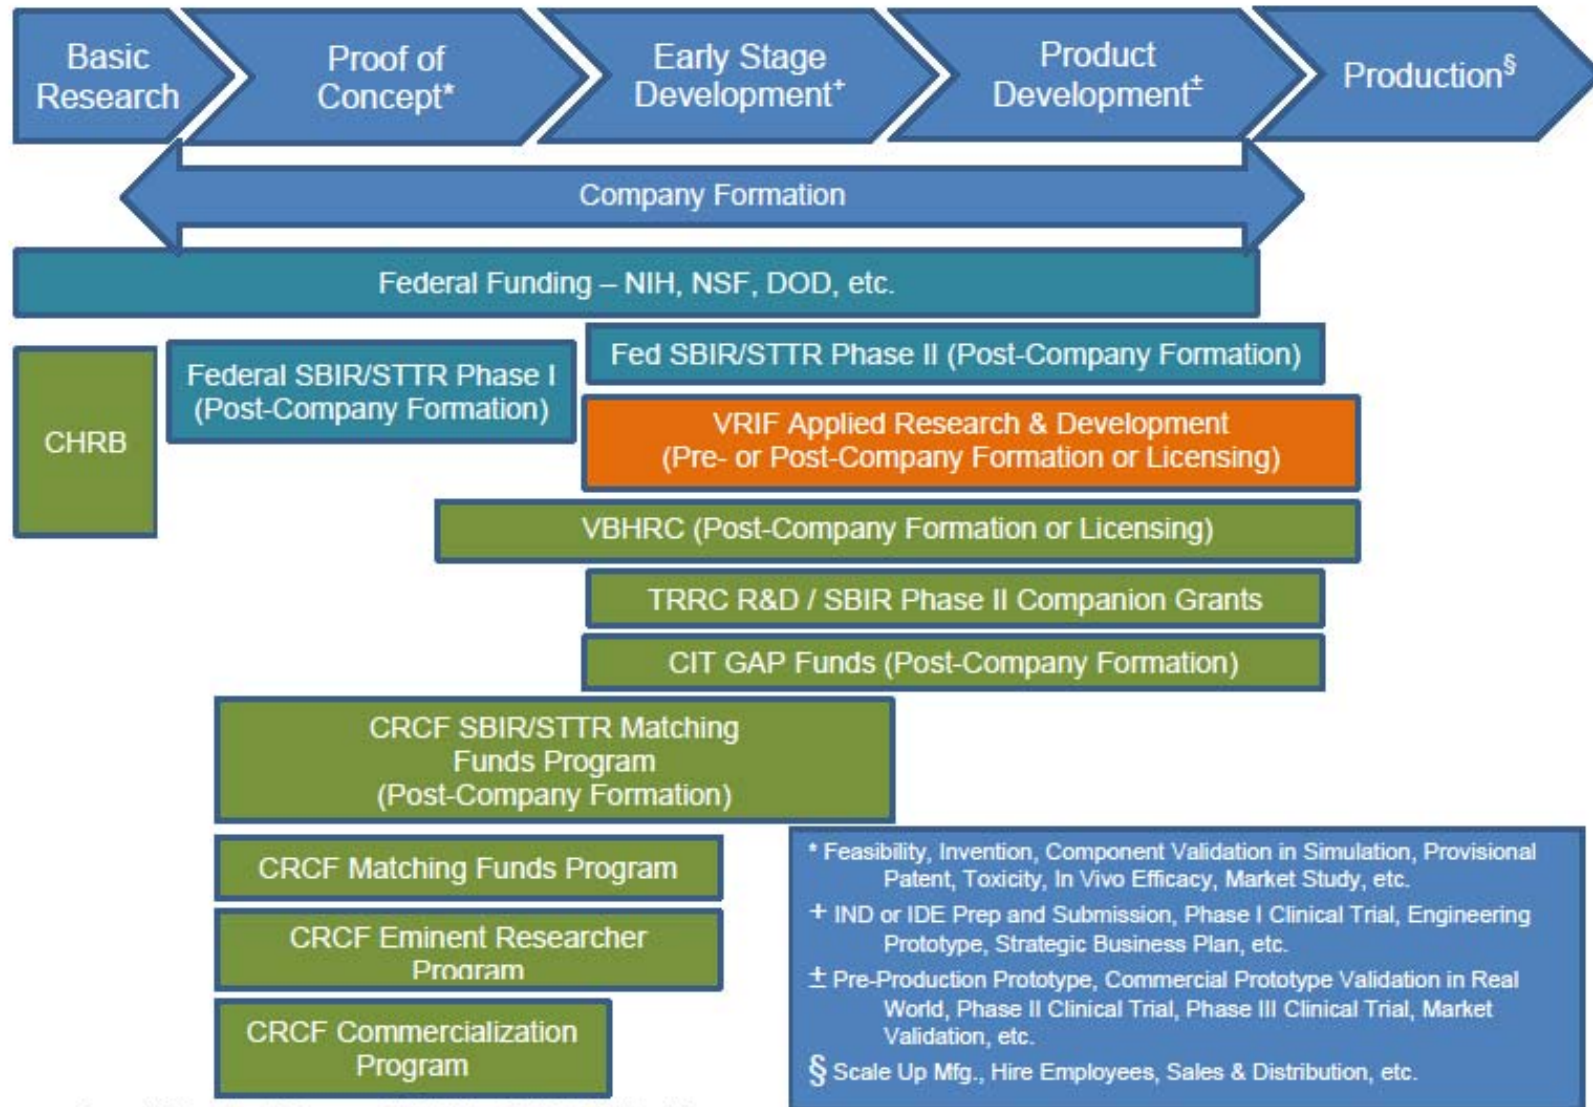 Basic
Research
Proof of
Concept*
Early Stage
Development+
Product
Development±
Production§
Company Formation
Federal Funding – NIH, NSF, DOD, etc.
CHRB
Federal SBIR/STTR Phase I
(Post-Company Formation)
Fed SBIR/STTR Phase II (Post-Company Formation)
VRIF Applied Research & Development
(Pre- or Post-Company Formation or Licensing)
VBHRC (Post-Company Formation or Licensing)
TRRC R&D / SBIR Phase II Companion Grants
CIT GAP Funds (Post-Company Formation)
CRCF SBIR/STTR Matching
Funds Program
(Post-Company Formation)
CRCF Matching Funds Program
CRCF Eminent Researcher
Program
CRCF Commercialization
Program
* Feasibility, Invention, Component Validation in Simulation, Provisional
Patent, Toxicity, In Vivo Efficacy, Market Study, etc.
+ IND or IDE Prep and Submission, Phase I Clinical Trial, Engineering
Prototype, Strategic Business Plan, etc.
± Pre-Production Prototype, Commercial Prototype Validation in Real
World, Phase II Clinical Trial, Phase III Clinical Trial, Market
Validation, etc.
§ Scale Up Mfg., Hire Employees, Sales & Distribution, etc.